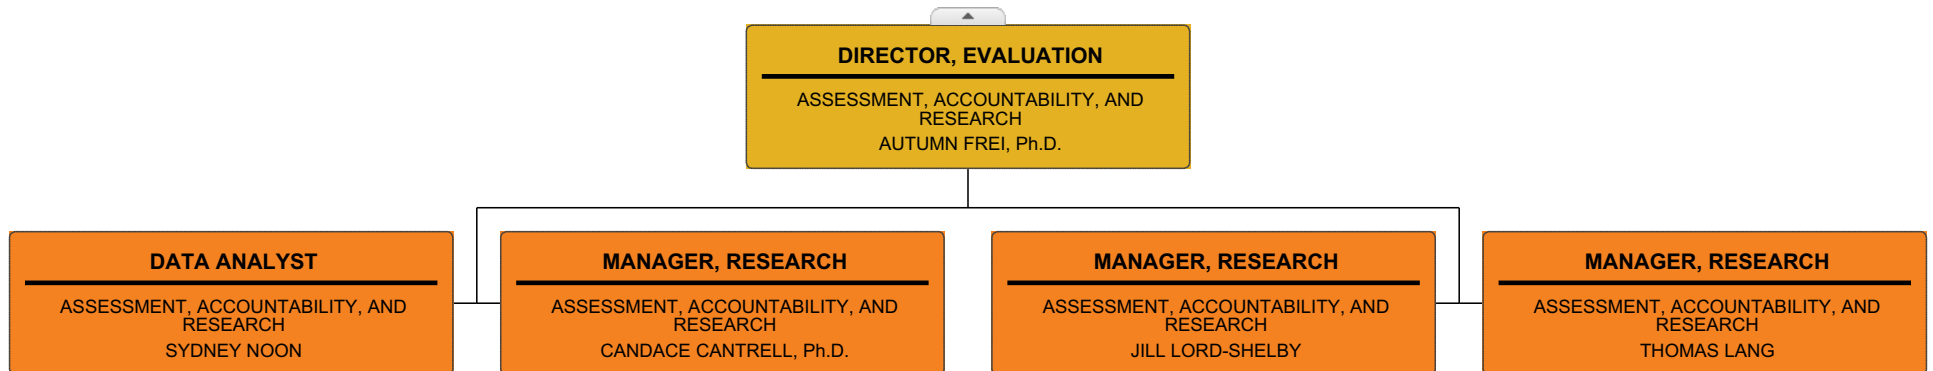 DIRECTOR, EVALUATION
ASSESSMENT, ACCOUNTABILITY, AND
RESEARCH
AUTUMN FREI, Ph.D.
DATA ANALYST
ASSESSMENT, ACCOUNTABILITY, AND
RESEARCH
SYDNEY NOON
MANAGER, RESEARCH
ASSESSMENT, ACCOUNTABILITY, AND
RESEARCH
CANDACE CANTRELL, Ph.D.
MANAGER, RESEARCH
ASSESSMENT, ACCOUNTABILITY, AND
RESEARCH
JILL LORD-SHELBY
MANAGER, RESEARCH
ASSESSMENT, ACCOUNTABILITY, AND
RESEARCH
THOMAS LANG